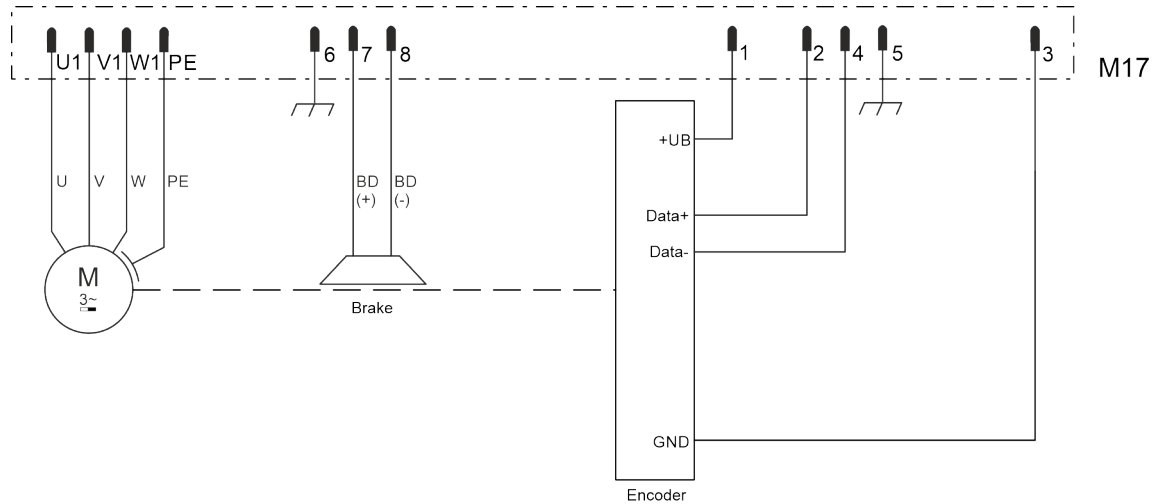 U1 V1 W1 PE 6 7 8 1 2 4 5 3
M17
+UB
U V W PE BD (+) BD (-)
Data+
Data-
M
3~
Brake
GND
Encoder